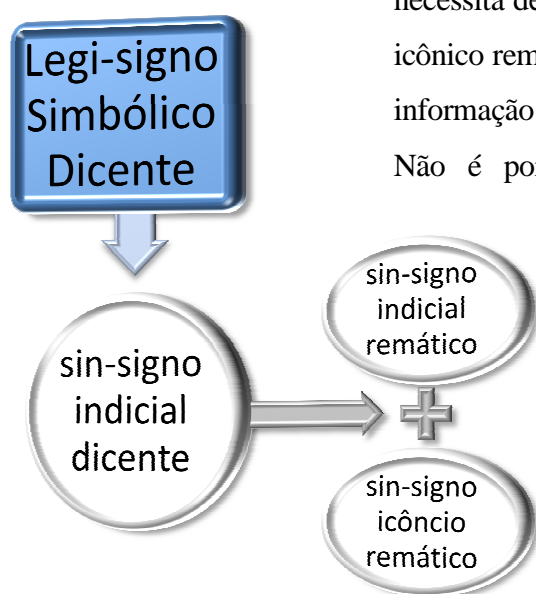 necessita de
icônico rem
informação
Não é por
Legi-signo
Simbólico
Dicente
sin-signo
indicial
dicente
sin-signo
indicial
remático
sin-signo
icôncio
remático